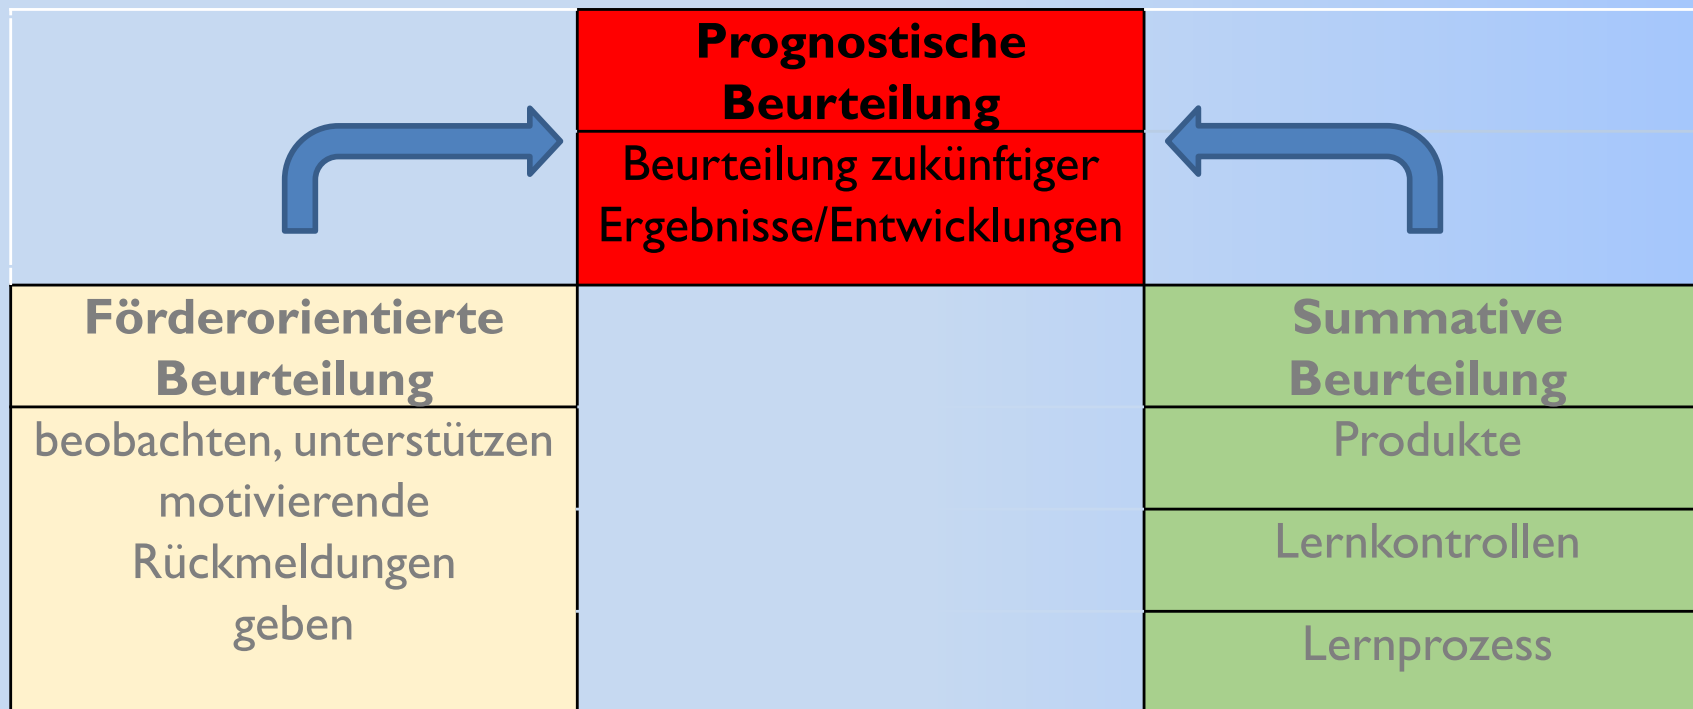 Prognostische
Beurteilung
Beurteilung zukünftiger
Ergebnisse/Entwicklungen
Förderorientierte
Beurteilung
beobachten, unterstützen
motivierende
Rückmeldungen
geben
Summative
Beurteilung
Produkte
Lernkontrollen
Lernprozess